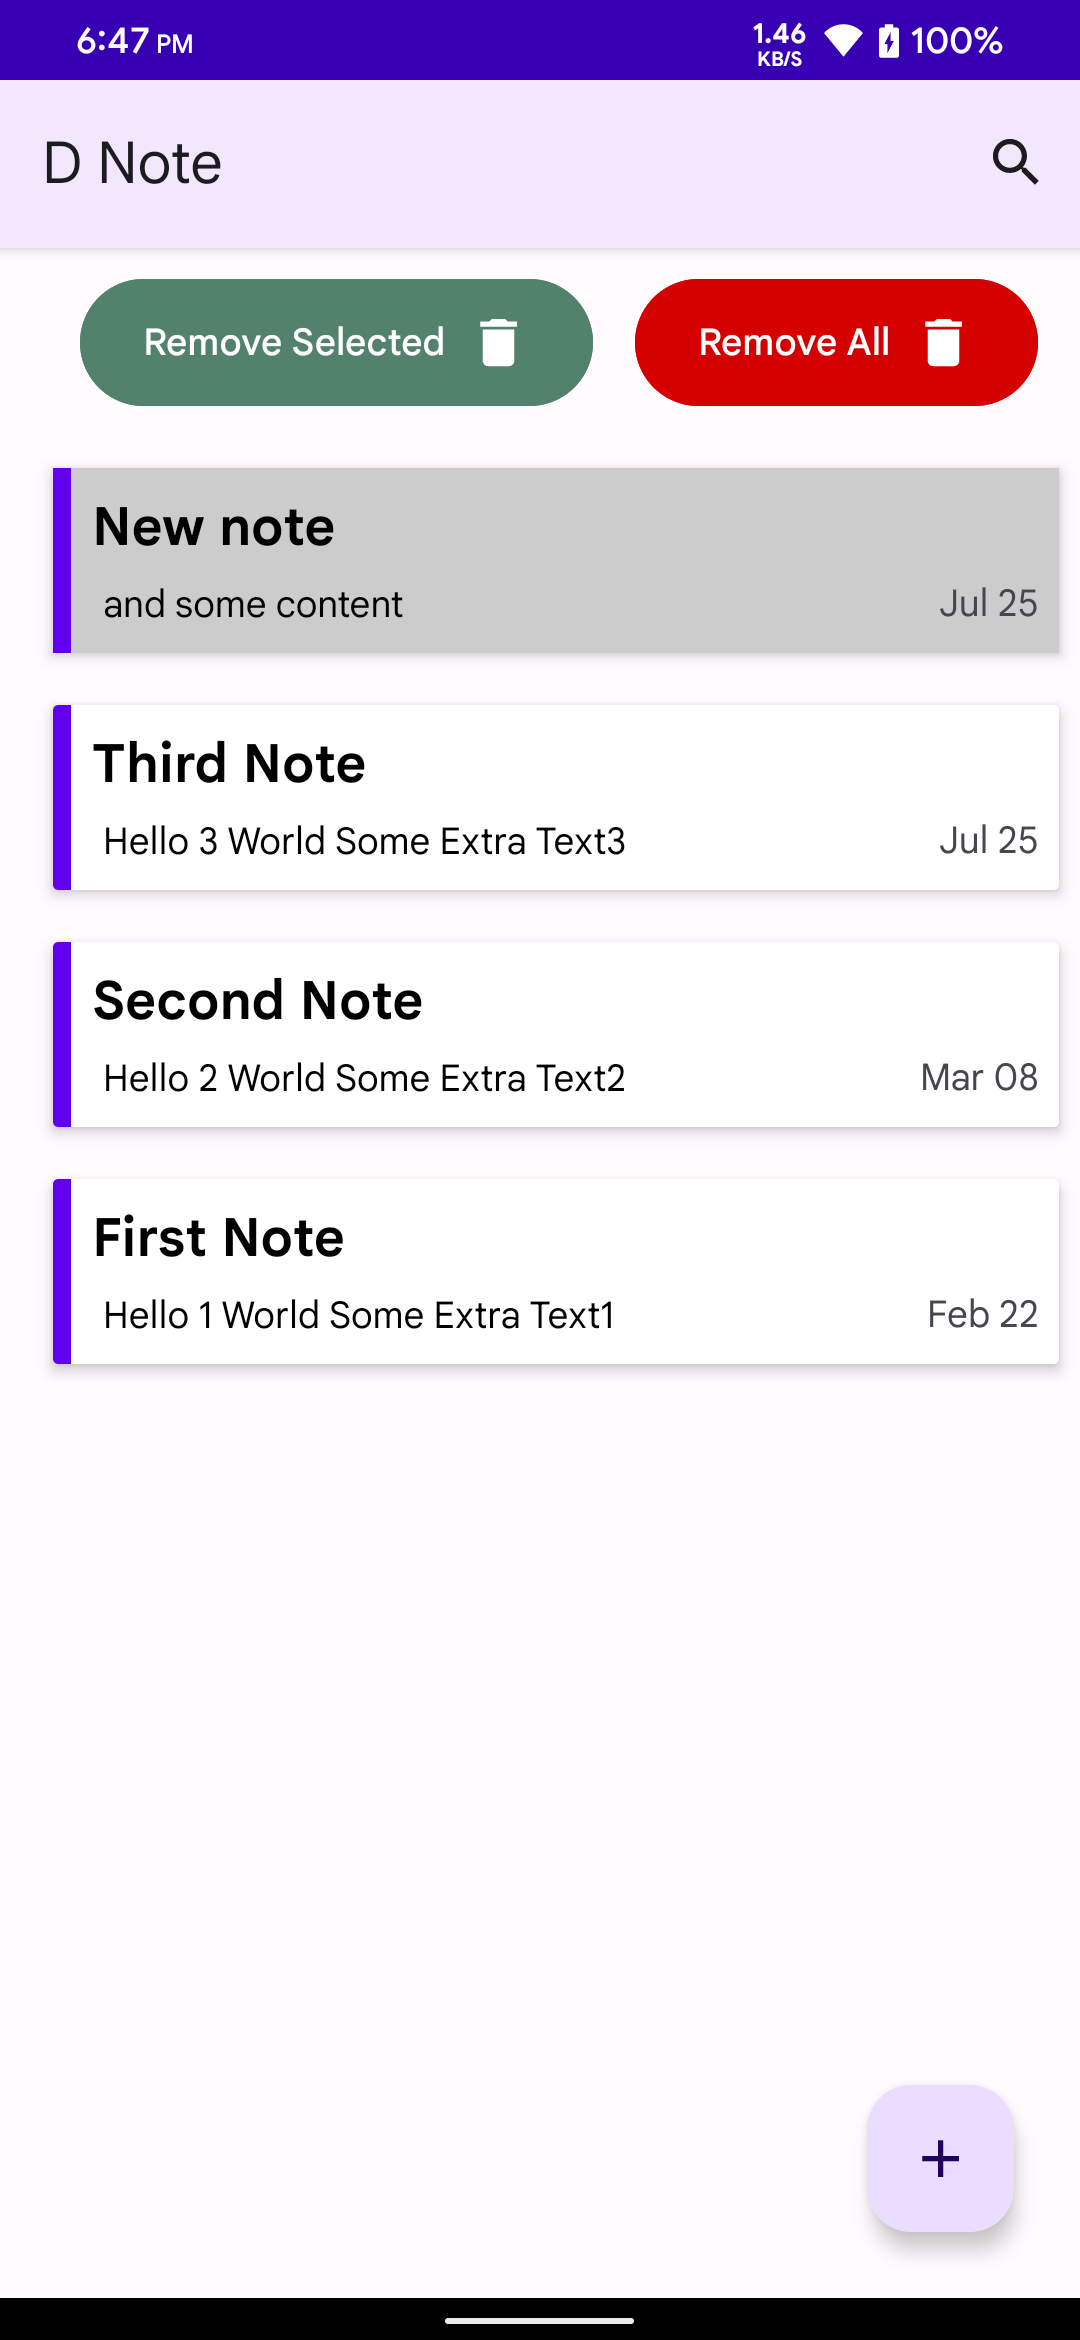 6:47 PM 1.46 KB/S 100%
D Note
Remove Selected Remove All
New note
and some content Jul 25
Third Note
Hello 3 World Some Extra Text3 Jul 25
Second Note
Hello 2 World Some Extra Text2 Mar 08
First Note
Hello 1 World Some Extra Text1 Feb 22